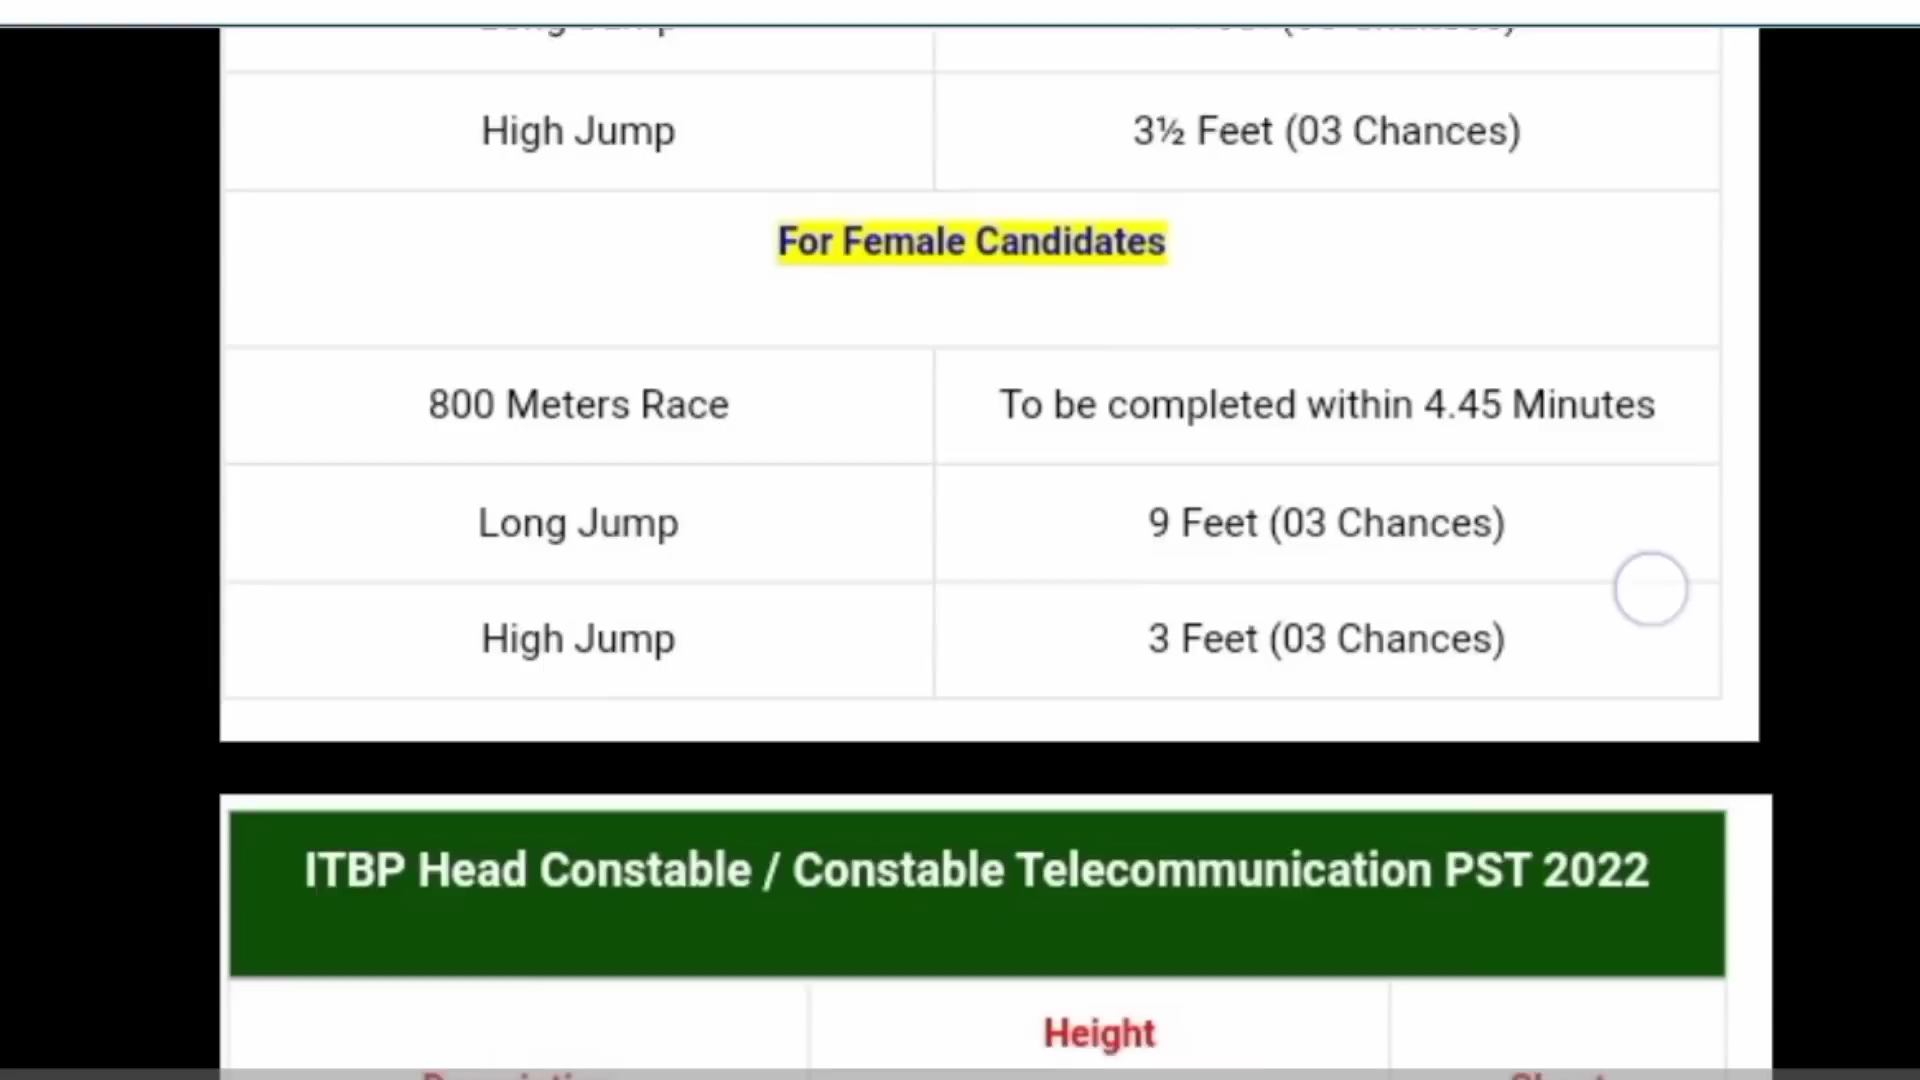 High Jump
3½ Feet (03 Chances)
For Female Candidates
800 Meters Race
To be completed within 4.45 Minutes
Long Jump
9 Feet (03 Chances)
High Jump
3 Feet (03 Chances)
ITBP Head Constable / Constable Telecommunication PST 2022
Height